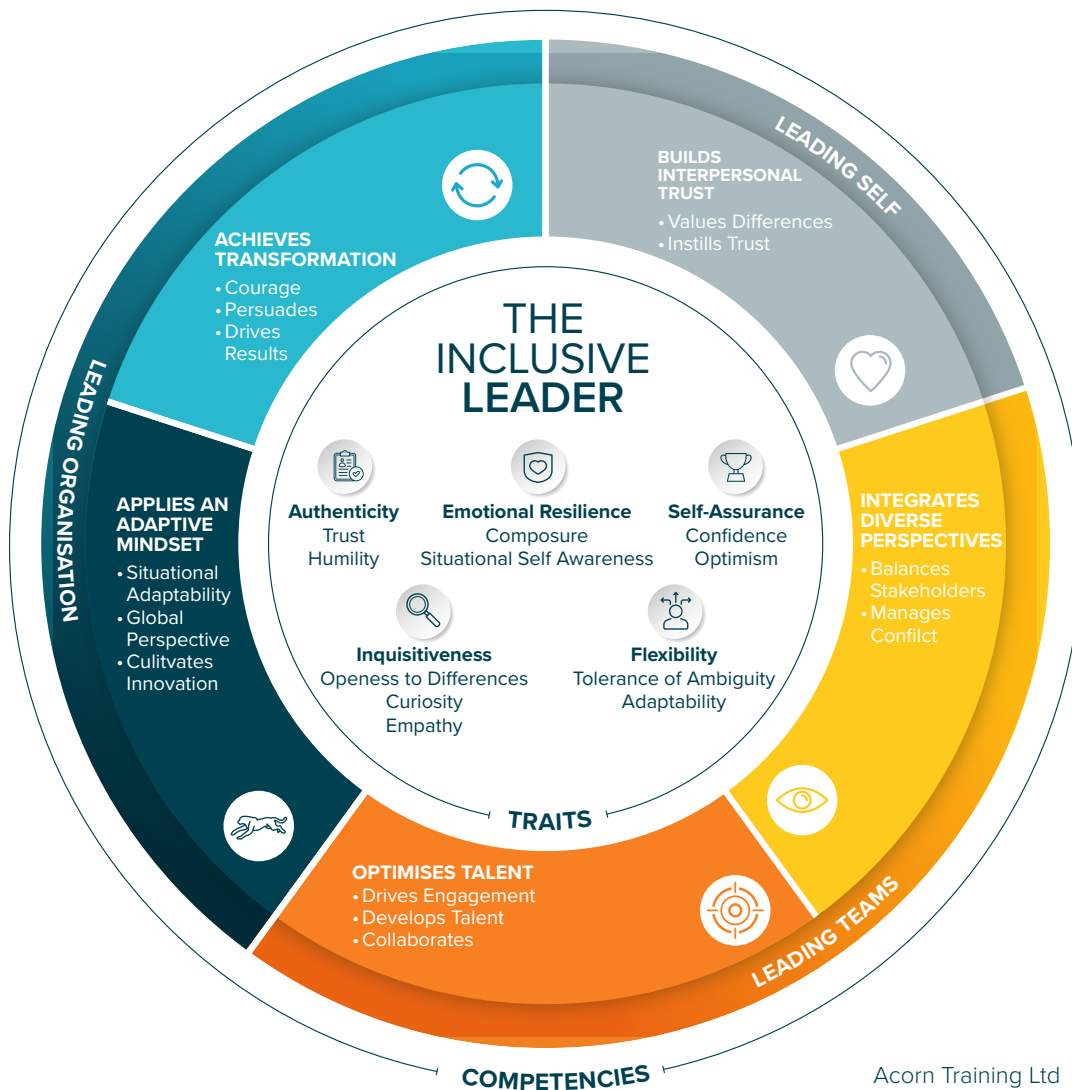 LEADING SELF
BUILDS
INTERPERSONAL
TRUST
• Values Differences
• Instills Trust
ACHIEVES
TRANSFORMATION
• Courage
• Persuades
• Drives
Results
THE
INCLUSIVE
LEADER
LEADING ORGANISATION
Authenticity
Trust
Humility
Emotional Resilience
Composure
Situational Self Awareness
Self-Assurance
Confidence
Optimism
Inquisitiveness
Openess to Differences
Curiosity
Empathy
Flexibility
Tolerance of Ambiguity
Adaptability
TRAITS
APPLIES AN
ADAPTIVE
MINDSET
• Situational
Adaptability
• Global
Perspective
• Culitvates
Innovation
INTEGRATES
DIVERSE
PERSPECTIVES
• Balances
Stakeholders
• Manages
Confilct
OPTIMISES TALENT
• Drives Engagement
• Develops Talent
• Collaborates
LEADING TEAMS
COMPETENCIES
Acorn Training Ltd